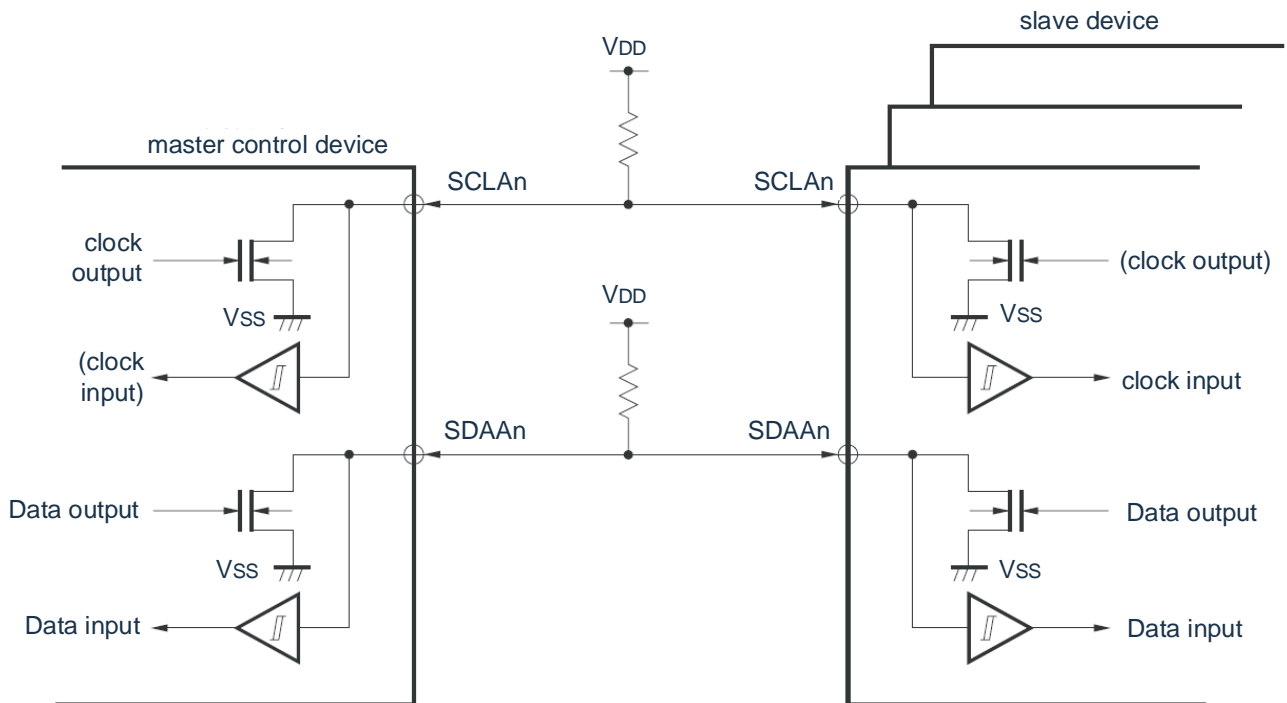 slave device
VDD
master control device
SCLAn
SCLAn
clock
output
(clock output)
VDD
VSS
VSS
(clock
input)
clock input
SDAAn
SDAAn
Data output
Data output
VSS
VSS
Data input
Data input